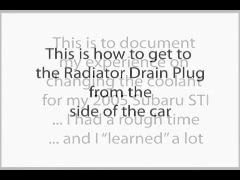 This is to document
my experience on
changing the coolant
for my 2005 Subaru STI
... I had a rough time
... and I “learned” a lot
This is how to get to
the Radiator Drain Plug
from the
side of the car